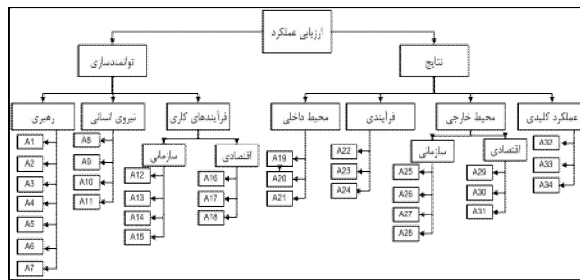 ارزیابی عملکرد
نتایج
توانمندسازی
عملکرد کلیدی
محیط خارجی
فرآیندی
محیط داخلی
فرآیندهای کاری
نیروی انسانی
رهبری
اقتصادی
سازمانی
اقتصادی
سازمانی
A1
A2
A3
A4
A5
A6
A7
A8
A9
A10
A11
A12
A13
A14
A15
A16
A17
A18
A19
A20
A21
A22
A23
A24
A25
A26
A27
A28
A29
A30
A31
A32
A33
A34